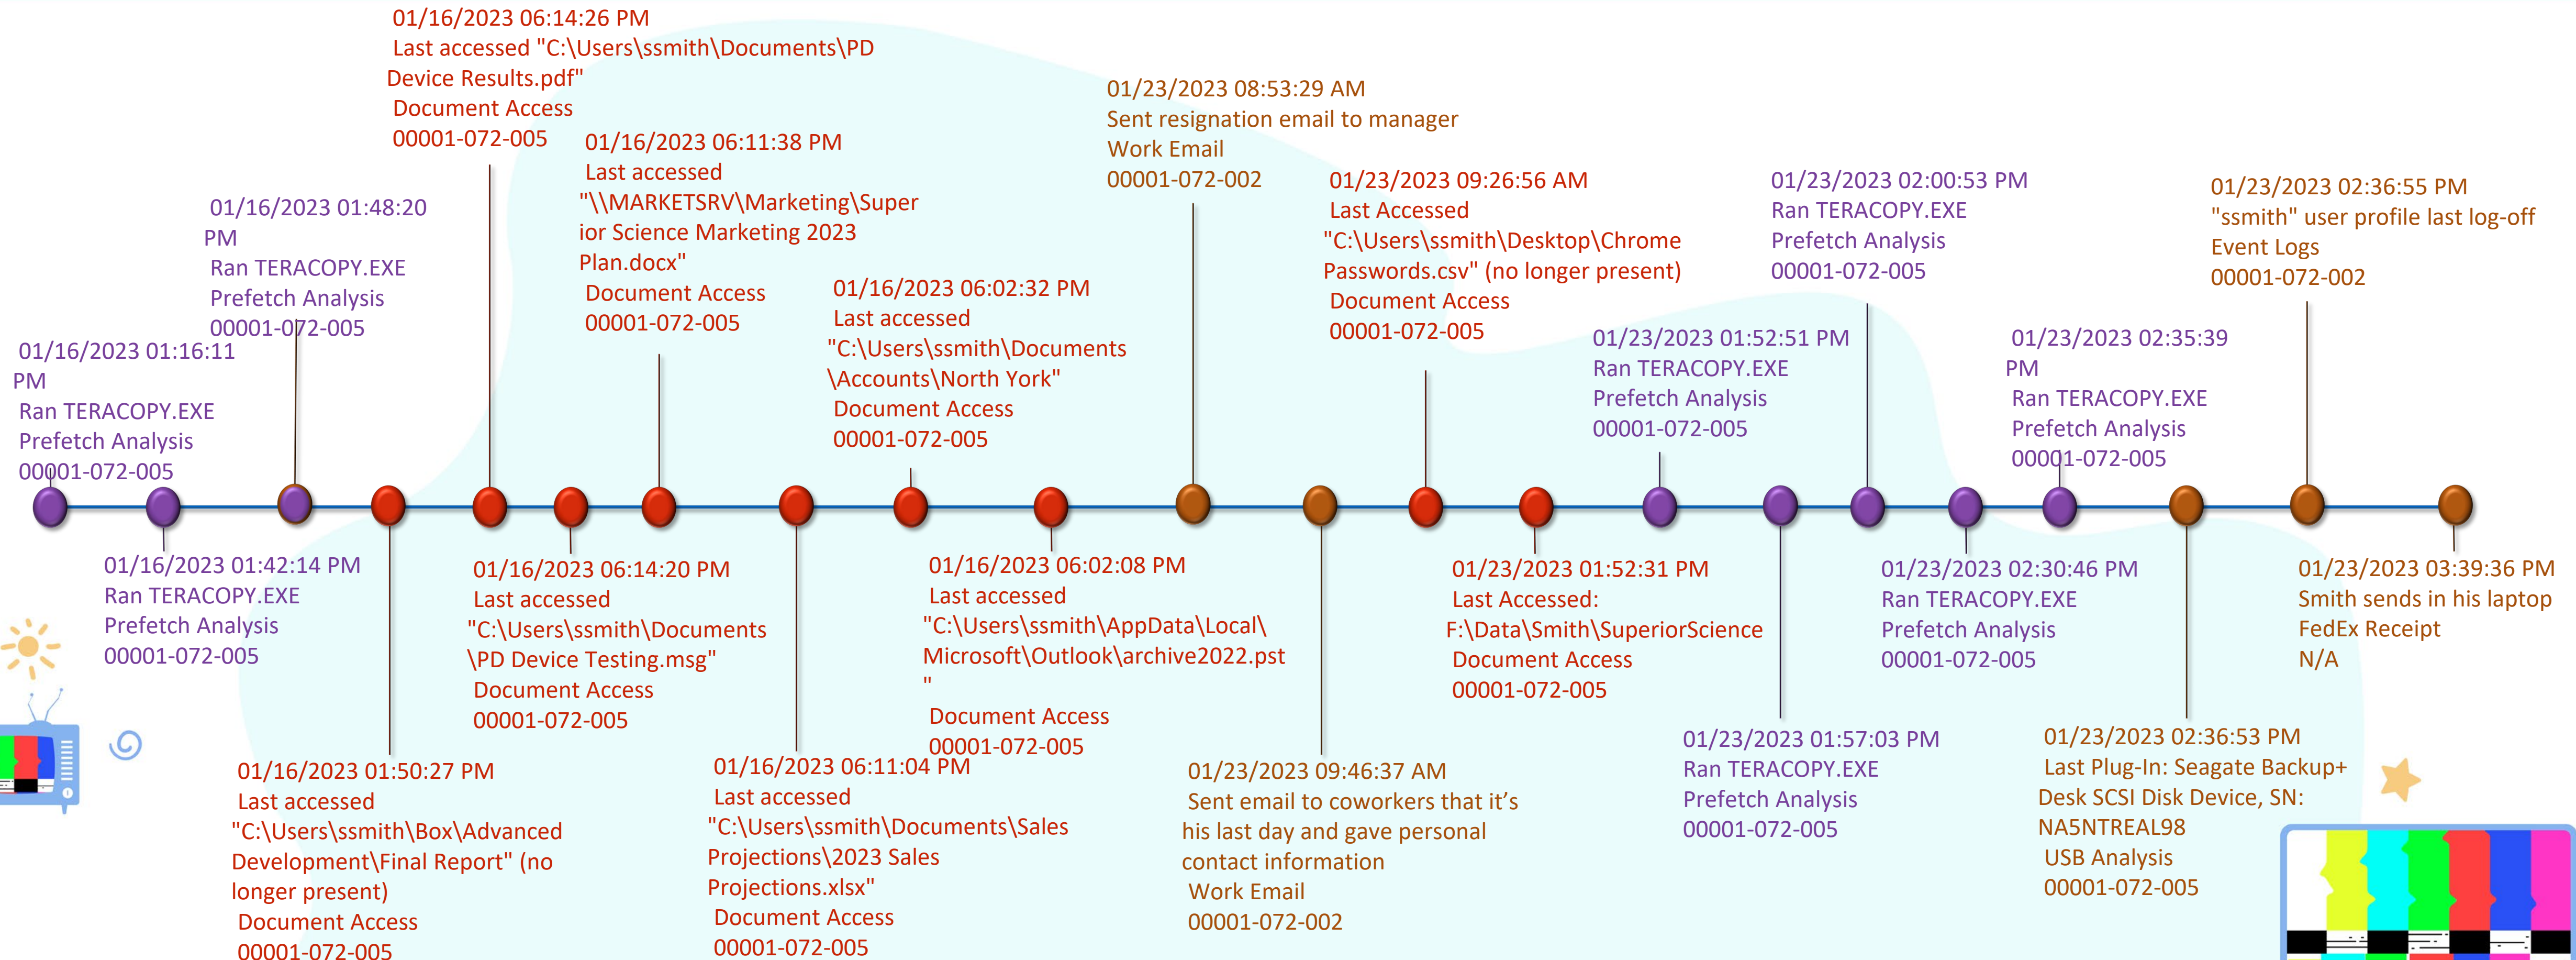 01/16/2023 01:16:11
PM
Ran TERACOPY.EXE
Prefetch Analysis
00001-072-005
01/16/2023 01:42:14 PM
Ran TERACOPY.EXE
Prefetch Analysis
00001-072-005
01/16/2023 01:48:20
PM
Ran TERACOPY.EXE
Prefetch Analysis
00001-072-005
01/16/2023 01:50:27 PM
Last accessed
"C:\Users\ssmith\Box\Advanced
Development\Final Report" (no
longer present)
Document Access
00001-072-005
01/16/2023 06:14:26 PM
Last accessed "C:\Users\ssmith\Documents\PD
Device Results.pdf"
Document Access
00001-072-005
01/16/2023 06:14:20 PM
Last accessed
"C:\Users\ssmith\Documents
\PD Device Testing.msg"
Document Access
00001-072-005
01/16/2023 06:11:38 PM
Last accessed
"\\MARKETSRV\Marketing\Super
ior Science Marketing 2023
Plan.docx"
Document Access
00001-072-005
01/16/2023 06:11:04 PM
Last accessed
"C:\Users\ssmith\Documents\Sales
Projections\2023 Sales
Projections.xlsx"
Document Access
00001-072-005
01/16/2023 06:02:32 PM
Last accessed
"C:\Users\ssmith\Documents
\Accounts\North York"
Document Access
00001-072-005
01/16/2023 06:02:08 PM
Last accessed
"C:\Users\ssmith\AppData\Local\
Microsoft\Outlook\archive2022.pst
"
Document Access
00001-072-005
01/23/2023 08:53:29 AM
Sent resignation email to manager
Work Email
00001-072-002
01/23/2023 09:46:37 AM
Sent email to coworkers that it’s
his last day and gave personal
contact information
Work Email
00001-072-002
01/23/2023 09:26:56 AM
Last Accessed
"C:\Users\ssmith\Desktop\Chrome
Passwords.csv" (no longer present)
Document Access
00001-072-005
01/23/2023 01:52:31 PM
Last Accessed:
F:\Data\Smith\SuperiorScience
Document Access
00001-072-005
01/23/2023 01:52:51 PM
Ran TERACOPY.EXE
Prefetch Analysis
00001-072-005
01/23/2023 01:57:03 PM
Ran TERACOPY.EXE
Prefetch Analysis
00001-072-005
01/23/2023 02:00:53 PM
Ran TERACOPY.EXE
Prefetch Analysis
00001-072-005
01/23/2023 02:30:46 PM
Ran TERACOPY.EXE
Prefetch Analysis
00001-072-005
01/23/2023 02:35:39
PM
Ran TERACOPY.EXE
Prefetch Analysis
00001-072-005
01/23/2023 02:36:53 PM
Last Plug-In: Seagate Backup+
Desk SCSI Disk Device, SN:
NA5NTREAL98
USB Analysis
00001-072-005
01/23/2023 02:36:55 PM
"ssmith" user profile last log-off
Event Logs
00001-072-002
01/23/2023 03:39:36 PM
Smith sends in his laptop
FedEx Receipt
N/A